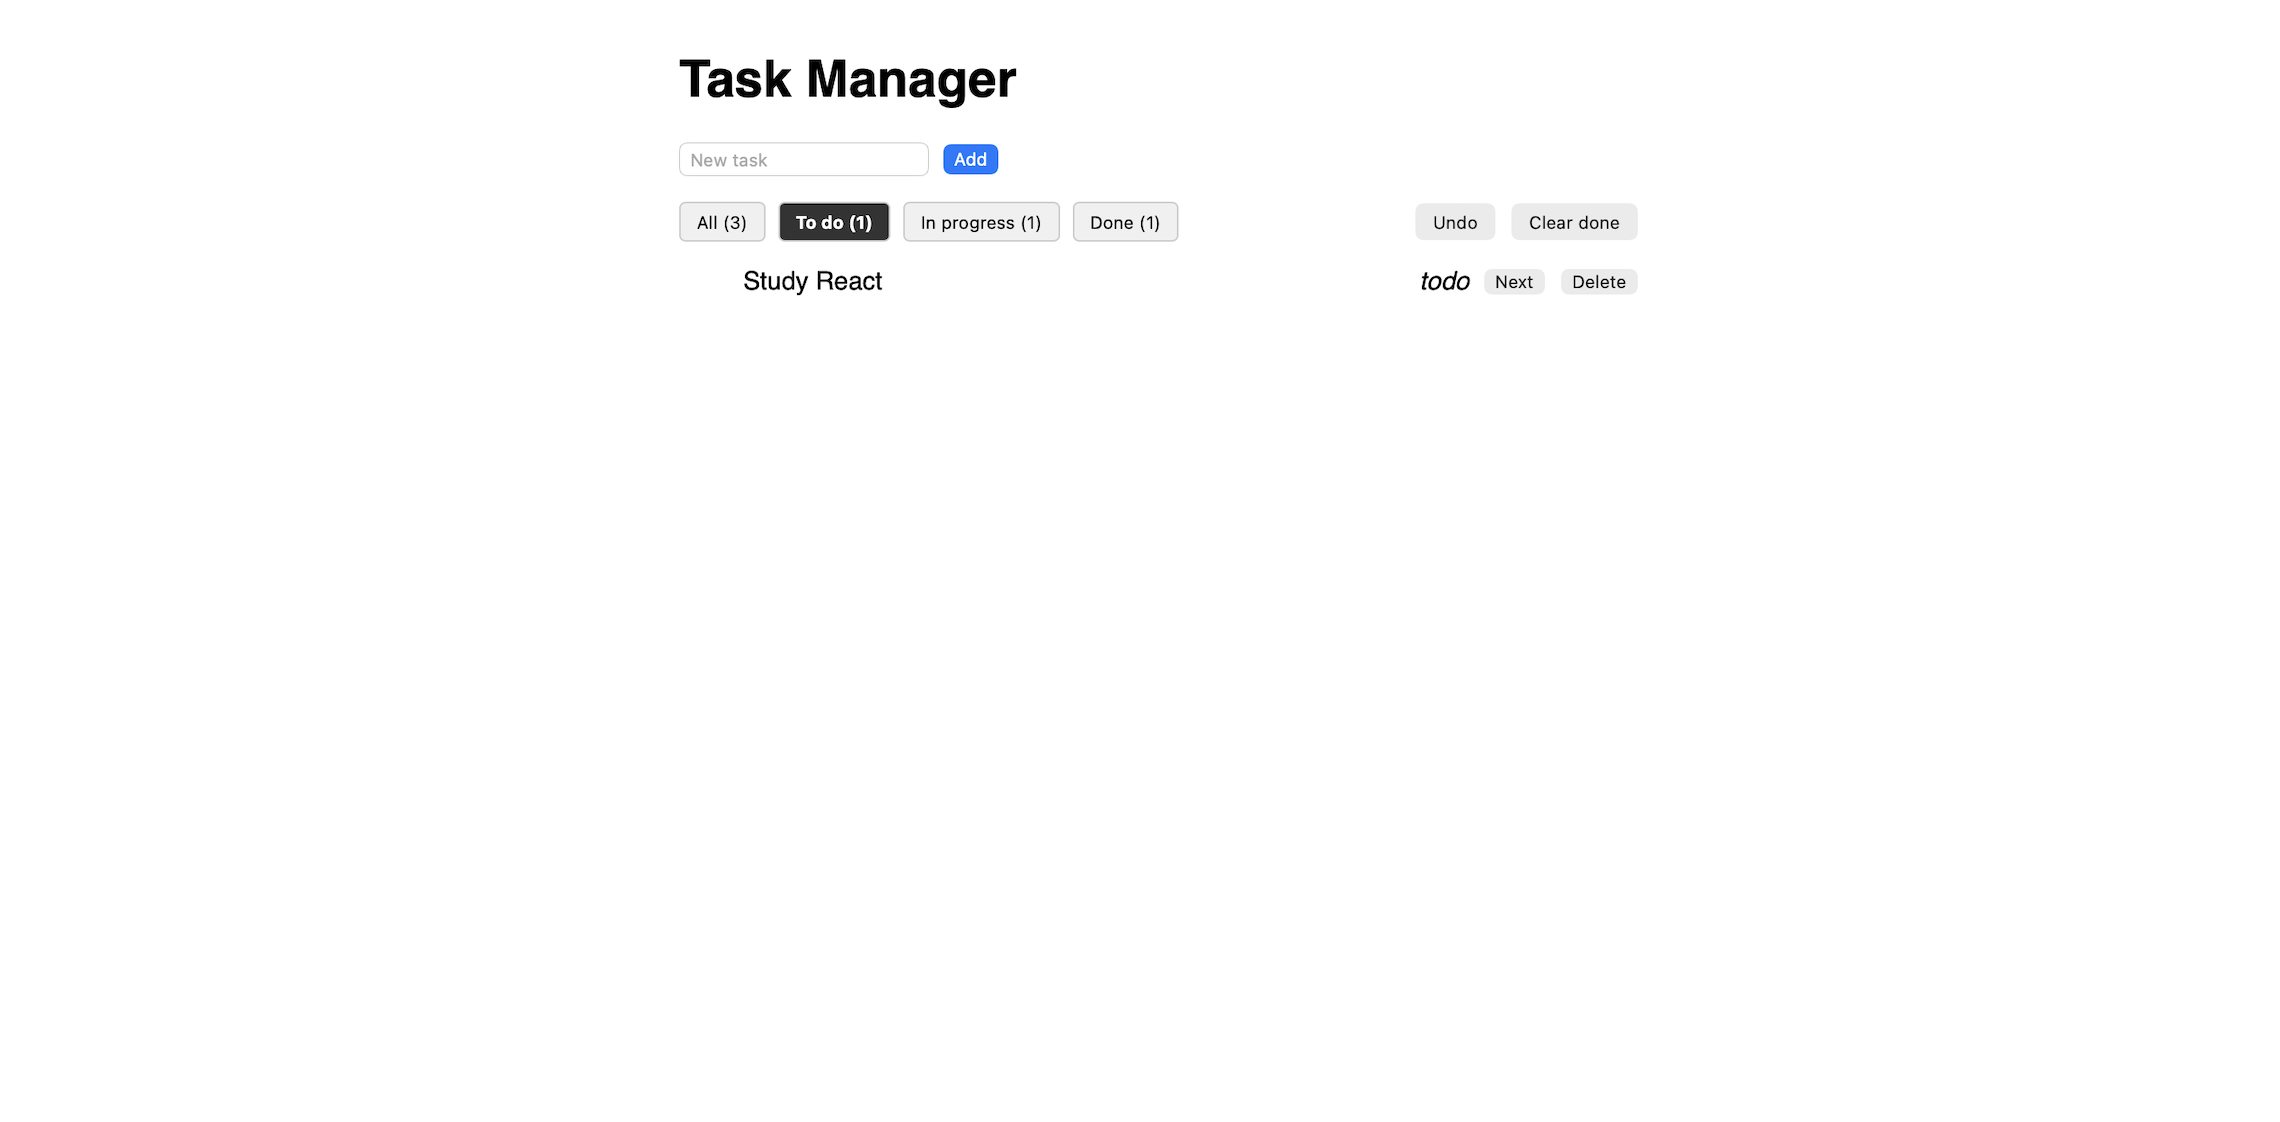 Task Manager
New task Add
All (3) To do (1) In progress (1) Done (1) Undo Clear done
Study React todo Next Delete